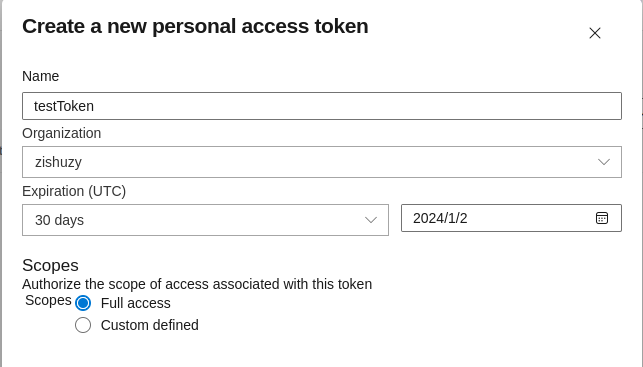 Create a new personal access token
Name
testToken
Organization
zishuzy
Expiration (UTC)
30 days
2024/1/2
Scopes
Authorize the scope of access associated with this token
Scopes Full access
Custom defined